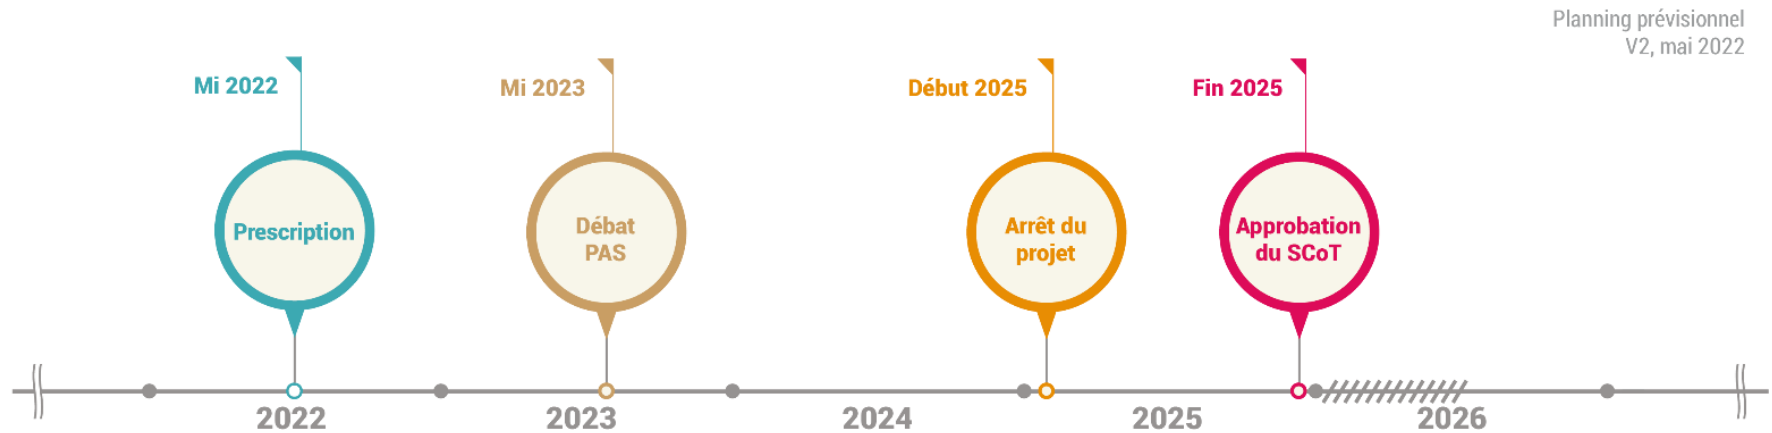 Planning prévisionnel
V2, mai 2022
Mi 2022
Mi 2023
Début 2025
Fin 2025
Prescription
Débat
PAS
Arrêt du
projet
Approbation
du SCoT
2022
2023
2024
2025
2026